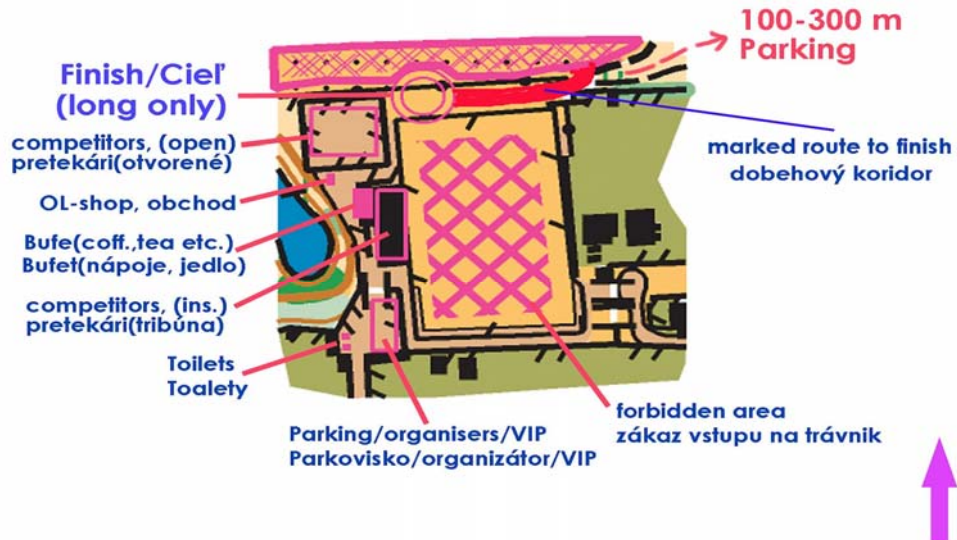 100-300 m
Parking
Finish/Cieľ
(long only)
competitors, (open)
pretekári(otvorené)
marked route to finish
dobehový koridor
OL-shop, obchod
Bufe(coff.,tea etc.)
Bufet(nápoje, jedlo)
competitors, (ins.)
pretekári(tribúna)
Toilets
Toalety
forbidden area
zákaz vstupu na trávnik
Parking/organisers/VIP
Parkovisko/organizátor/VIP